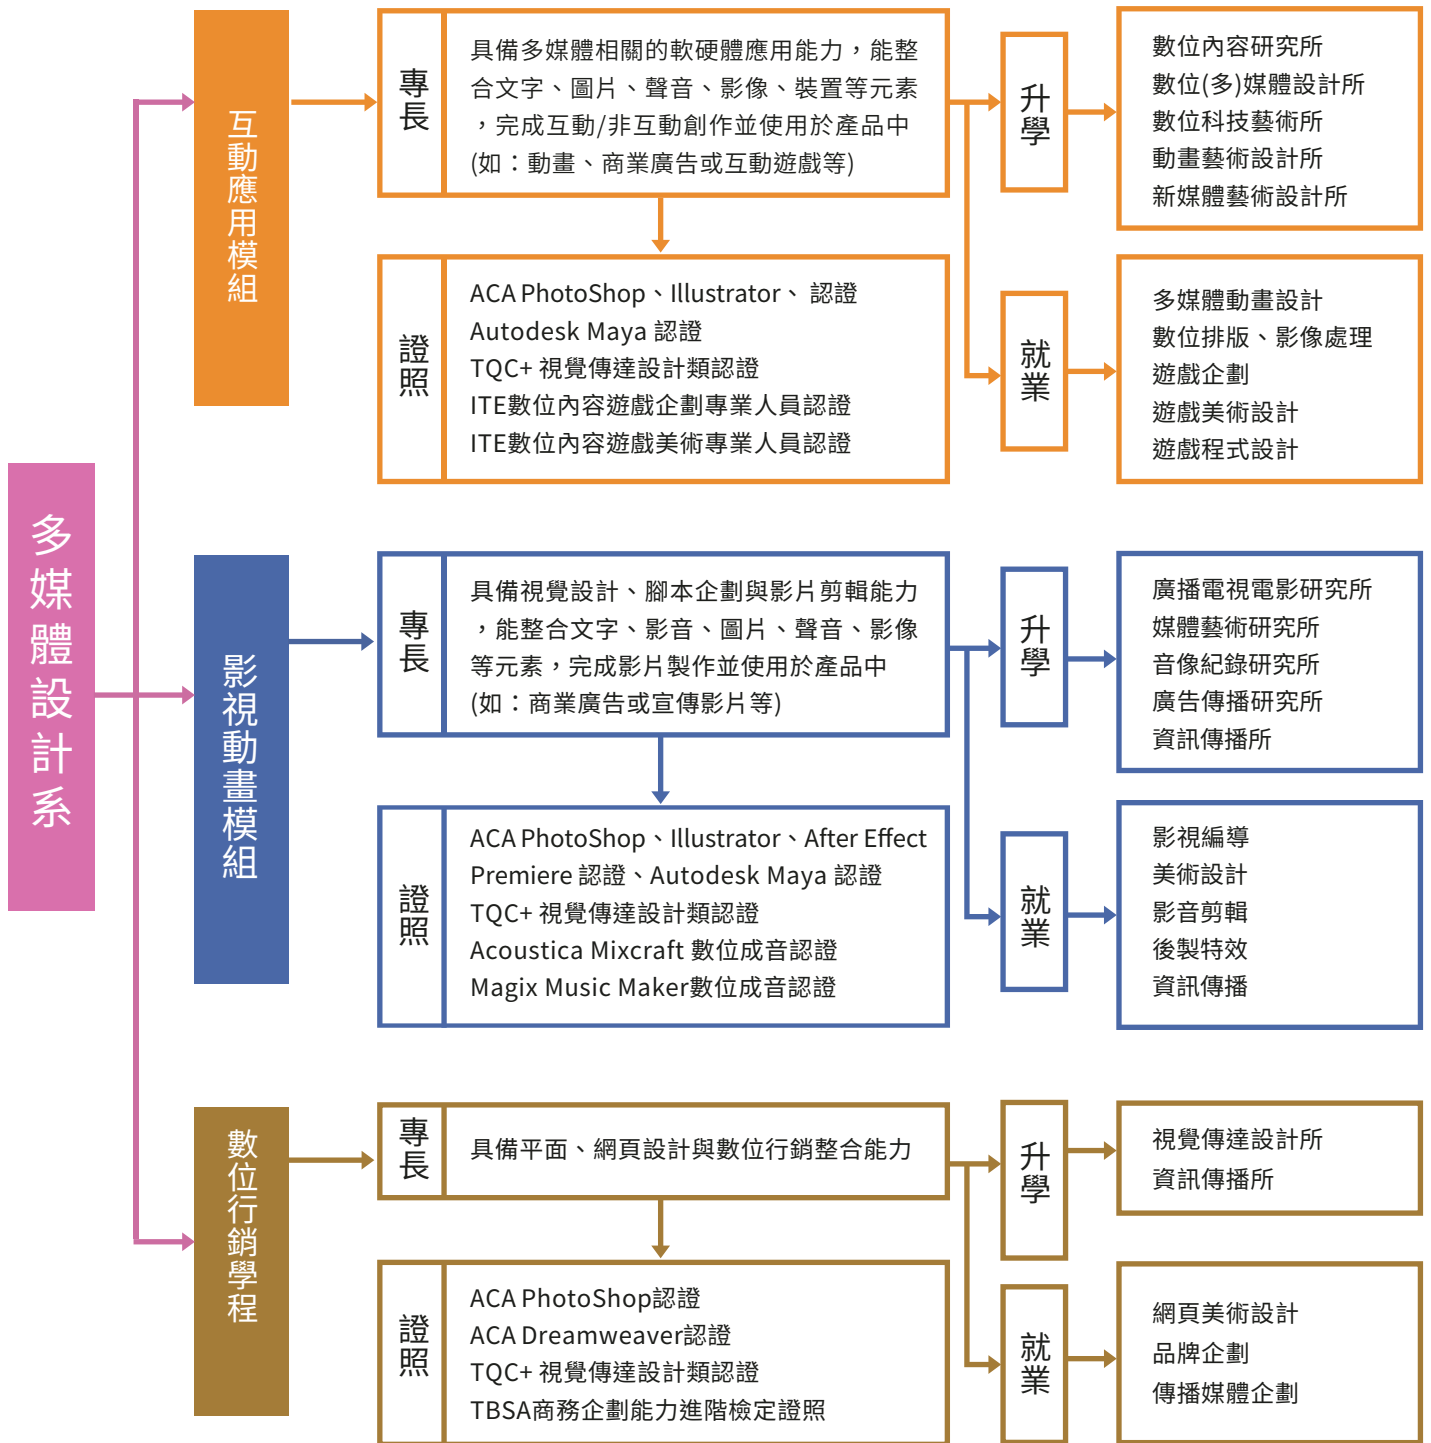 多媒體設計系
互動應用模組
專長
具備多媒體相關的軟硬體應用能力，能整
合文字、圖片、聲音、影像、裝置等元素
，完成互動/非互動創作並使用於產品中
(如：動畫、商業廣告或互動遊戲等)
證照
ACA PhotoShop、Illustrator、 認證
Autodesk Maya 認證
TQC+ 視覺傳達設計類認證
ITE數位內容遊戲企劃專業人員認證
ITE數位內容遊戲美術專業人員認證
升學
數位內容研究所
數位(多)媒體設計所
數位科技藝術所
動畫藝術設計所
新媒體藝術設計所
就業
多媒體動畫設計
數位排版、影像處理
遊戲企劃
遊戲美術設計
遊戲程式設計
影視動畫模組
專長
具備視覺設計、腳本企劃與影片剪輯能力
，能整合文字、影音、圖片、聲音、影像
等元素，完成影片製作並使用於產品中
(如：商業廣告或宣傳影片等)
證照
ACA PhotoShop、Illustrator、After Effect
Premiere 認證、Autodesk Maya 認證
TQC+ 視覺傳達設計類認證
Acoustica Mixcraft 數位成音認證
Magix Music Maker數位成音認證
升學
廣播電視電影研究所
媒體藝術研究所
音像紀錄研究所
廣告傳播研究所
資訊傳播所
就業
影視編導
美術設計
影音剪輯
後製特效
資訊傳播
數位行銷學程
專長
具備平面、網頁設計與數位行銷整合能力
證照
ACA PhotoShop認證
ACA Dreamweaver認證
TQC+ 視覺傳達設計類認證
TBSA商務企劃能力進階檢定證照
升學
視覺傳達設計所
資訊傳播所
就業
網頁美術設計
品牌企劃
傳播媒體企劃